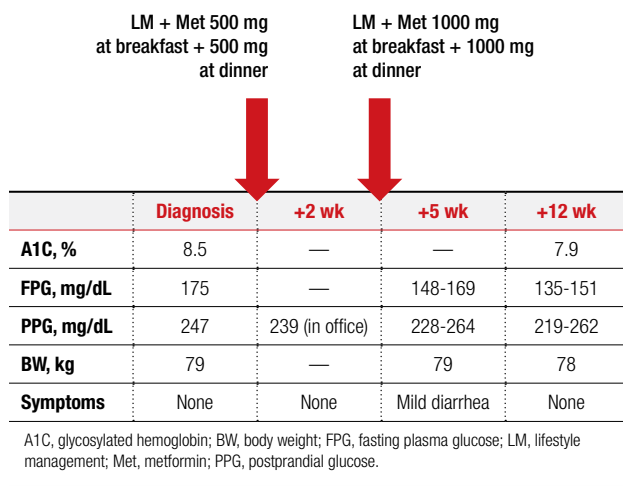 LM + Met 500 mg
at breakfast + 500 mg
at dinner
LM + Met 1000 mg
at breakfast + 1000 mg
at dinner
Diagnosis +2 wk +5 wk +12 wk
A1C, % 8.5 — — 7.9
FPG, mg/dL 175 — 148-169 135-151
PPG, mg/dL 247 239 (in office) 228-264 219-262
BW, kg 79 — 79 78
Symptoms None None Mild diarrhea None
A1C, glycosylated hemoglobin; BW, body weight; FPG, fasting plasma glucose; LM, lifestyle
management; Met, metformin; PPG, postprandial glucose.